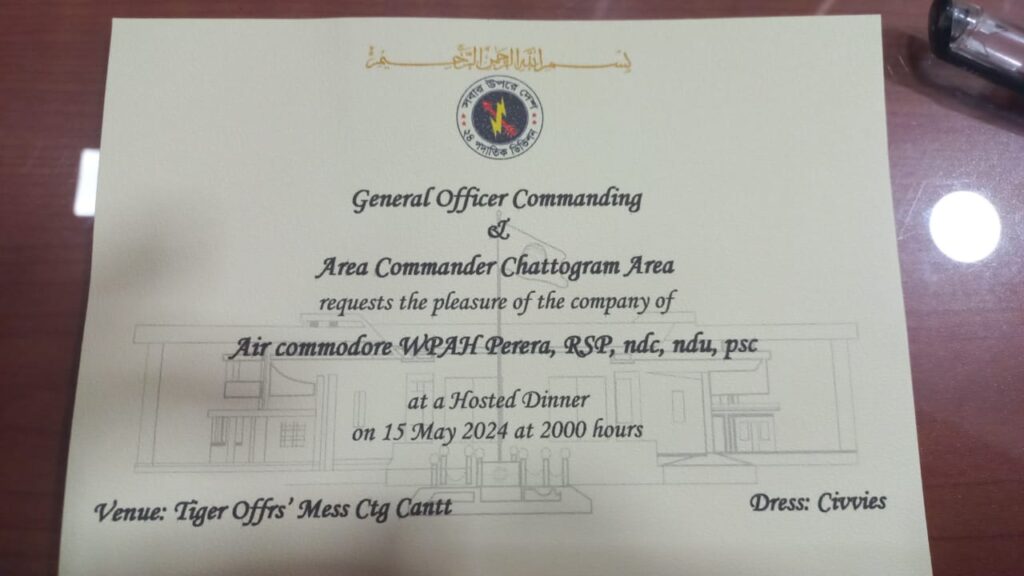 بسم الله الرحمن الرحيم
সবার উপরে দেশ
২৪ পদাতিক ডিভিশন
General Officer Commanding
&
Area Commander Chattogram Area
requests the pleasure of the company of
Air commodore WPAH Perera, RSP, ndc, ndu, psc
at a Hosted Dinner
on 15 May 2024 at 2000 hours
Venue: Tiger Offrs' Mess Ctg Cantt
Dress: Civvies